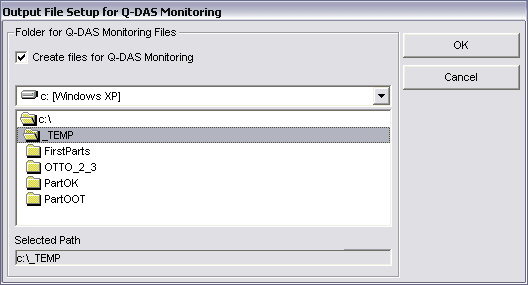 Output File Setup for Q-DAS Monitoring
Folder for Q-DAS Monitoring Files
Create files for Q-DAS Monitoring
OK
Cancel
c: [Windows XP]
c:\
_TEMP
FirstParts
OTTO_2_3
PartOK
PartOOT
Selected Path
c:\_TEMP